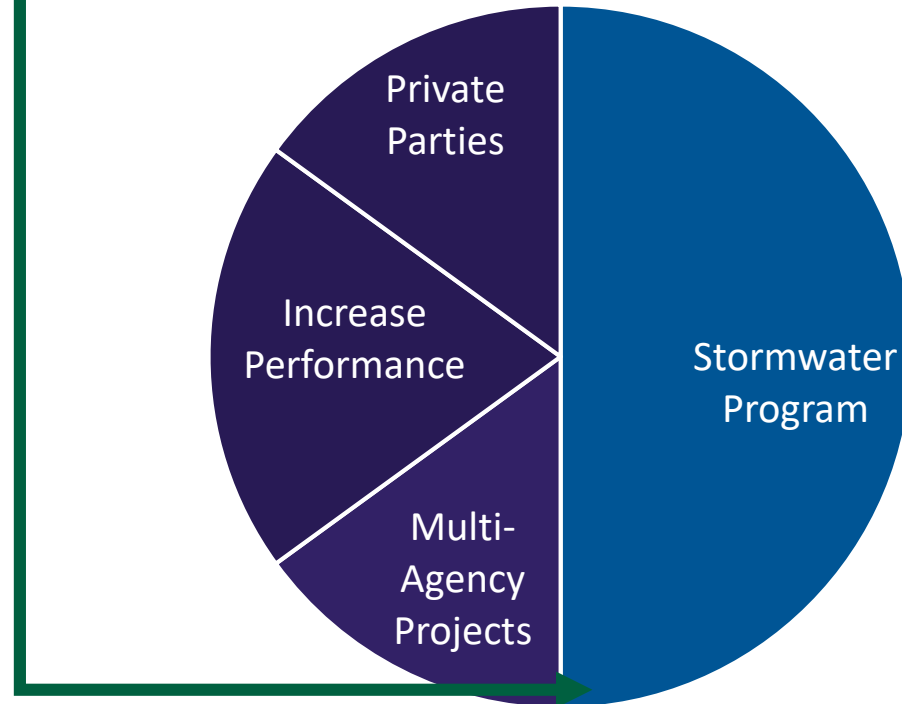 Private
Parties
Increase
Performance
Stormwater
Program
Multi-
Agency
Projects